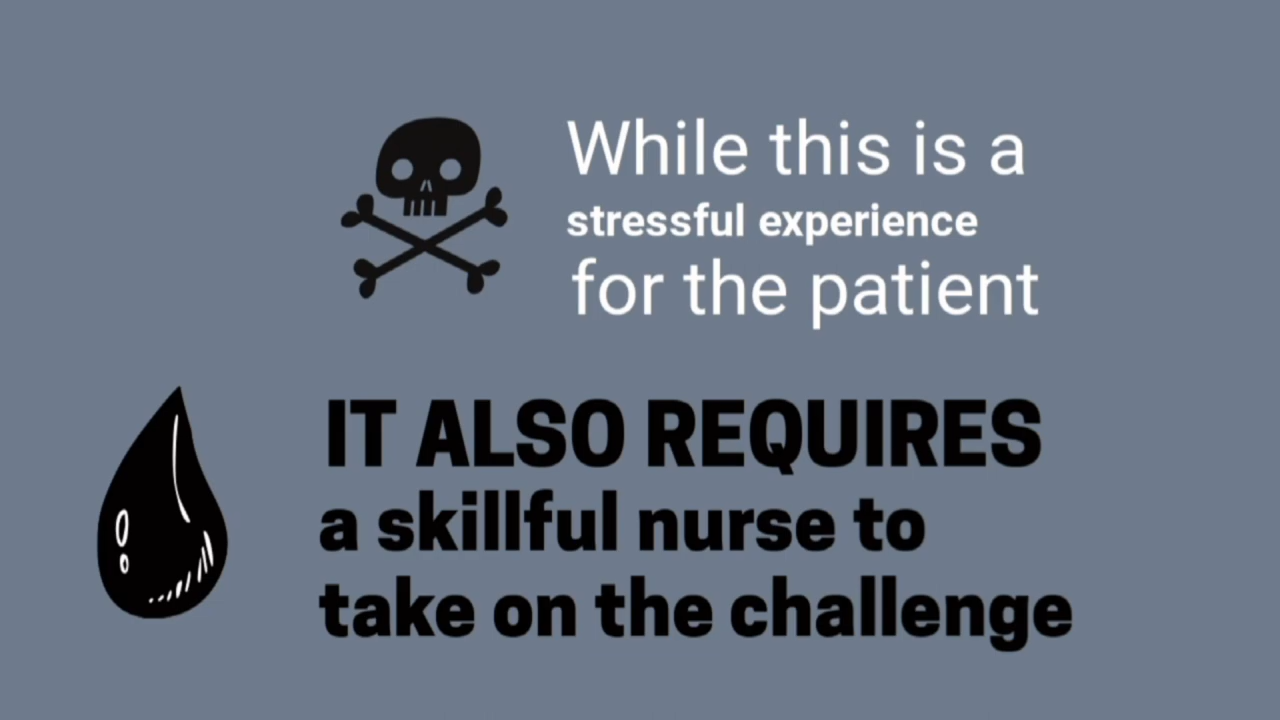 While this is a
stressful experience
for the patient
IT ALSO REQUIRES
a skillful nurse to
take on the challenge